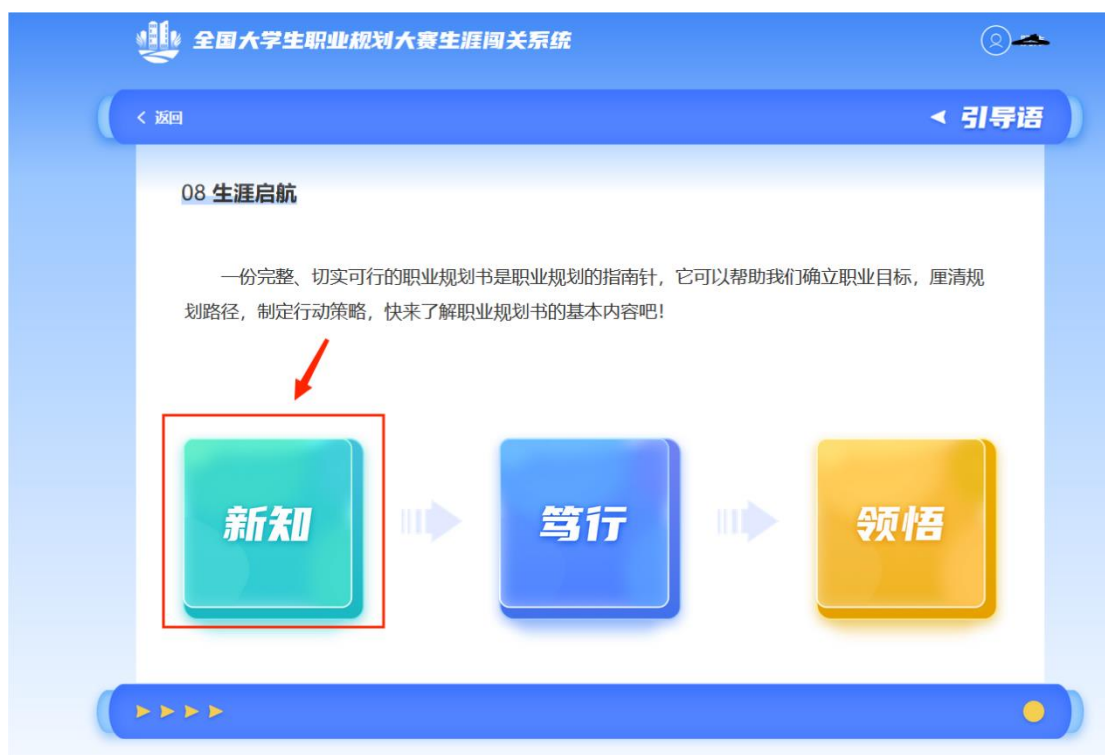 全国大学生职业规划大赛生涯闯关系统
返回
引导语
08 生涯启航
一份完整、切实可行的职业规划书是职业规划的指南针，它可以帮助我们确立职业目标，厘清规
划路径，制定行动策略，快来了解职业规划书的基本内容吧！
新知
笃行
领悟